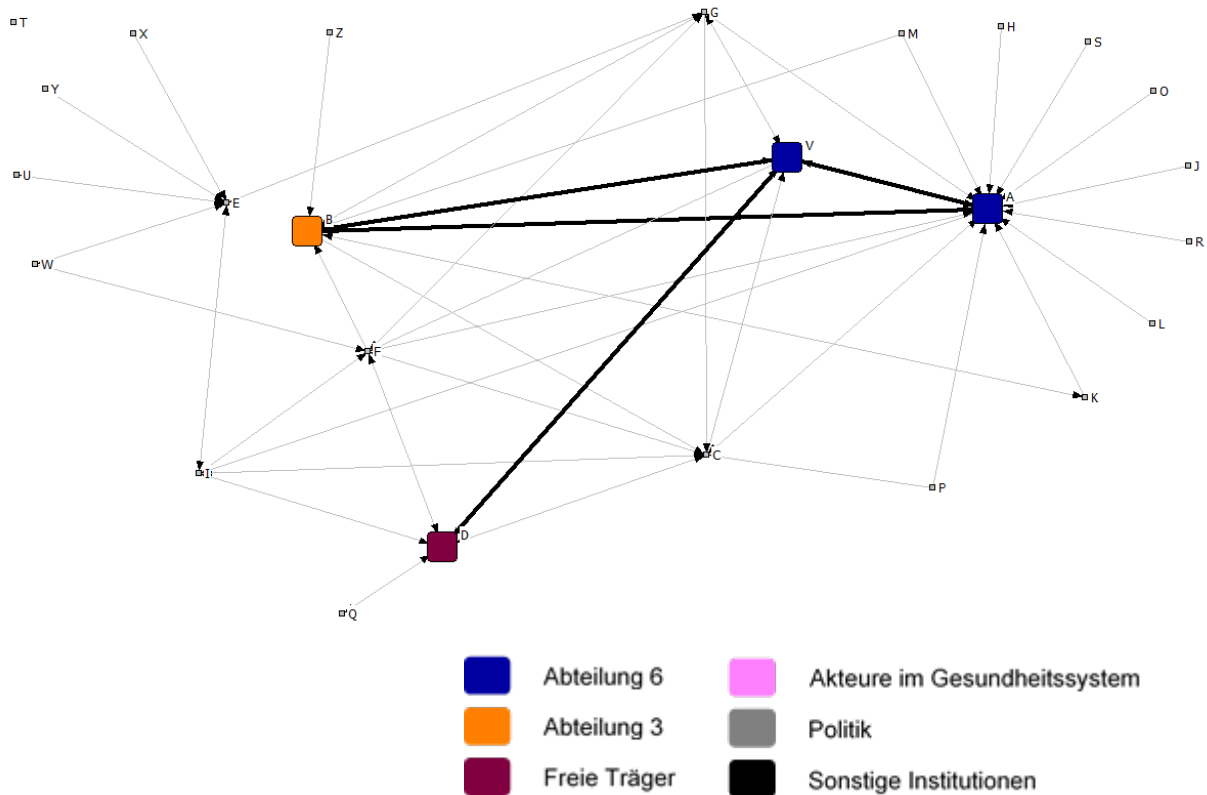 G
T
H
X
Z
M
S
Y
O
V
J
U
A
E
B
R
W
L
F
K
C
I
P
D
Q
Abteilung 6
Akteure im Gesundheitssystem
Abteilung 3
Politik
Freie Träger
Sonstige Institutionen